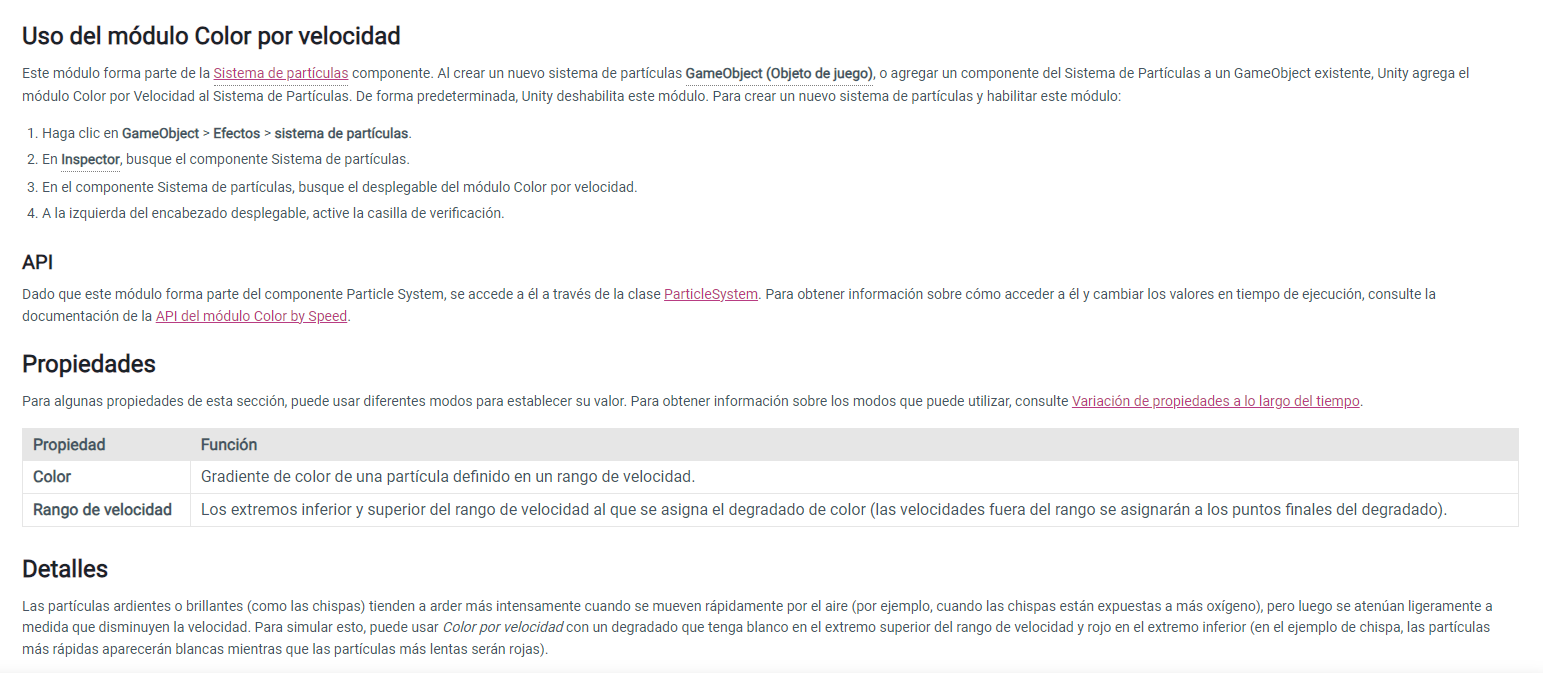 Uso del módulo Color por velocidad
Este módulo forma parte de la Sistema de partículas componente. Al crear un nuevo sistema de partículas GameObject (Objeto de juego), o agregar un componente del Sistema de Partículas a un GameObject existente, Unity agrega el
módulo Color por Velocidad al Sistema de Partículas. De forma predeterminada, Unity deshabilita este módulo. Para crear un nuevo sistema de partículas y habilitar este módulo:
1. Haga clic en GameObject > Efectos > sistema de partículas.
2. En Inspector, busque el componente Sistema de partículas.
3. En el componente Sistema de partículas, busque el desplegable del módulo Color por velocidad.
4. A la izquierda del encabezado desplegable, active la casilla de verificación.
API
Dado que este módulo forma parte del componente Particle System, se accede a él a través de la clase ParticleSystem. Para obtener información sobre cómo acceder a él y cambiar los valores en tiempo de ejecución, consulte la
documentación de la API del módulo Color by Speed.
Propiedades
Para algunas propiedades de esta sección, puede usar diferentes modos para establecer su valor. Para obtener información sobre los modos que puede utilizar, consulte Variación de propiedades a lo largo del tiempo.
Propiedad Función
Color Gradiente de color de una partícula definido en un rango de velocidad.
Rango de velocidad Los extremos inferior y superior del rango de velocidad al que se asigna el degradado de color (las velocidades fuera del rango se asignarán a los puntos finales del degradado).
Detalles
Las partículas ardientes o brillantes (como las chispas) tienden a arder más intensamente cuando se mueven rápidamente por el aire (por ejemplo, cuando las chispas están expuestas a más oxígeno), pero luego se atenúan ligeramente a
medida que disminuyen la velocidad. Para simular esto, puede usar Color por velocidad con un degradado que tenga blanco en el extremo superior del rango de velocidad y rojo en el extremo inferior (en el ejemplo de chispa, las partículas
más rápidas aparecerán blancas mientras que las partículas más lentas serán rojas).